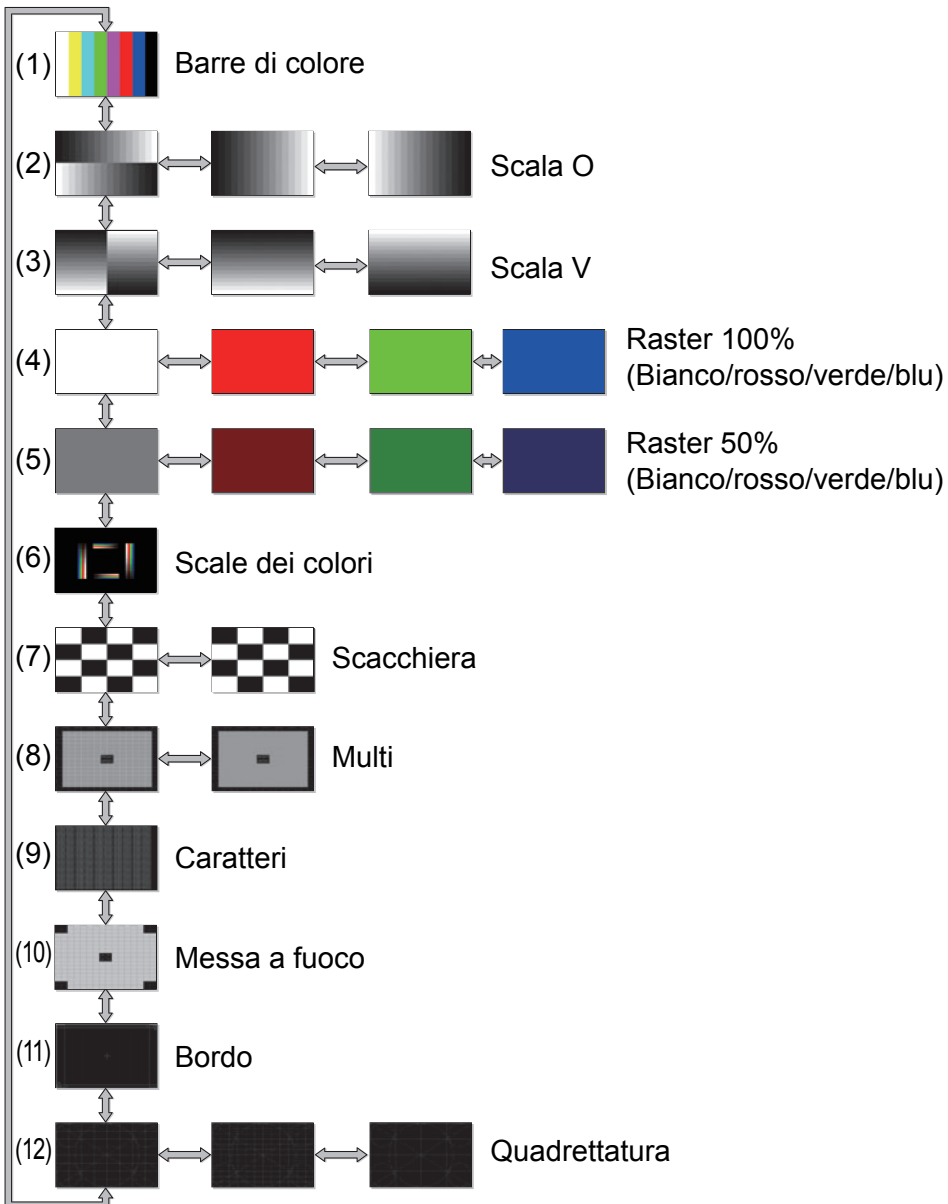 (1) Barre di colore
(2) Scala O
(3) Scala V
(4) Raster 100%
(Bianco/rosso/verde/blu)
(5) Raster 50%
(Bianco/rosso/verde/blu)
(6) Scale dei colori
(7) Scacchiera
(8) Multi
(9) Caratteri
(10) Messa a fuoco
(11) Bordo
(12) Quadrettatura